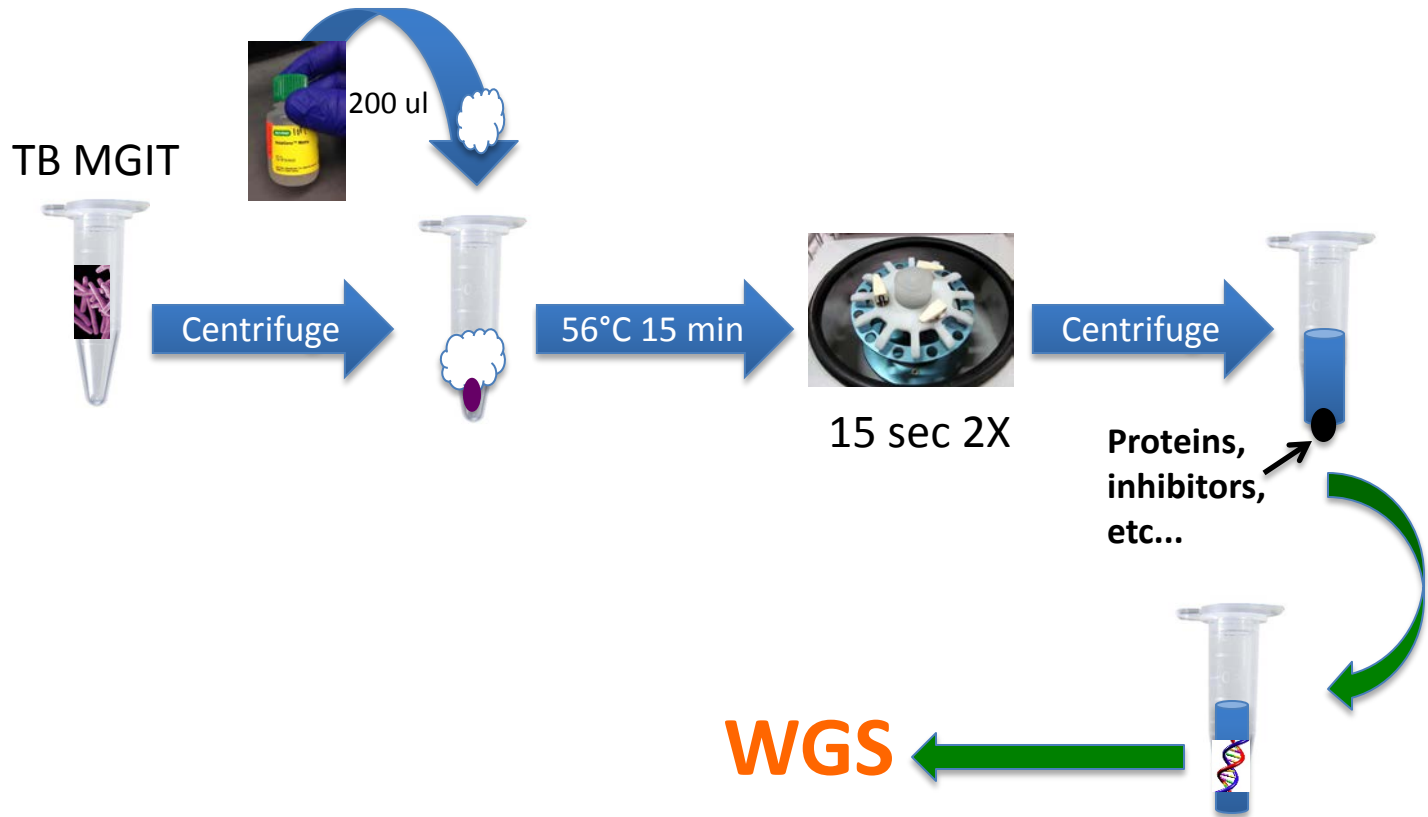 200 ul
TB MGIT
Centrifuge
56°C 15 min
Centrifuge
15 sec 2X
Proteins,
inhibitors,
etc...
WGS